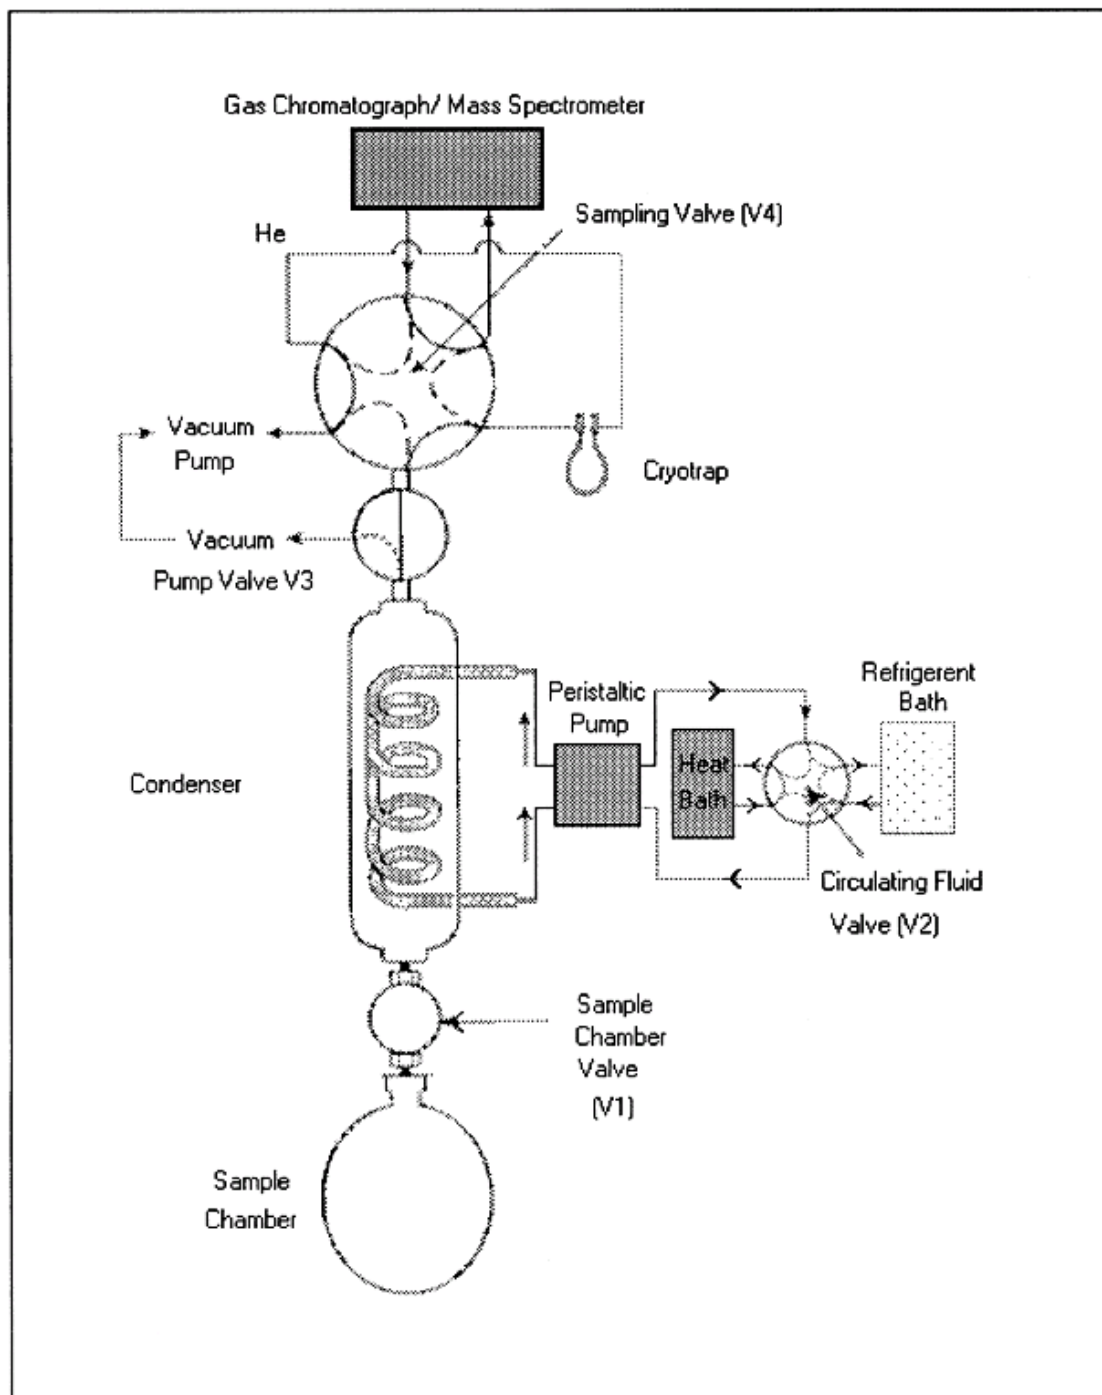 Gas Chromatograph/ Mass Spectrometer
Sampling Valve (V4)
He
Vacuum
Pump
Cryotrap
Vacuum
Pump Valve V3
Peristaltic
Pump
Refrigerent
Bath
Heat
Bath
Condenser
Circulating Fluid
Valve (V2)
Sample
Chamber
Valve
(V1)
Sample
Chamber